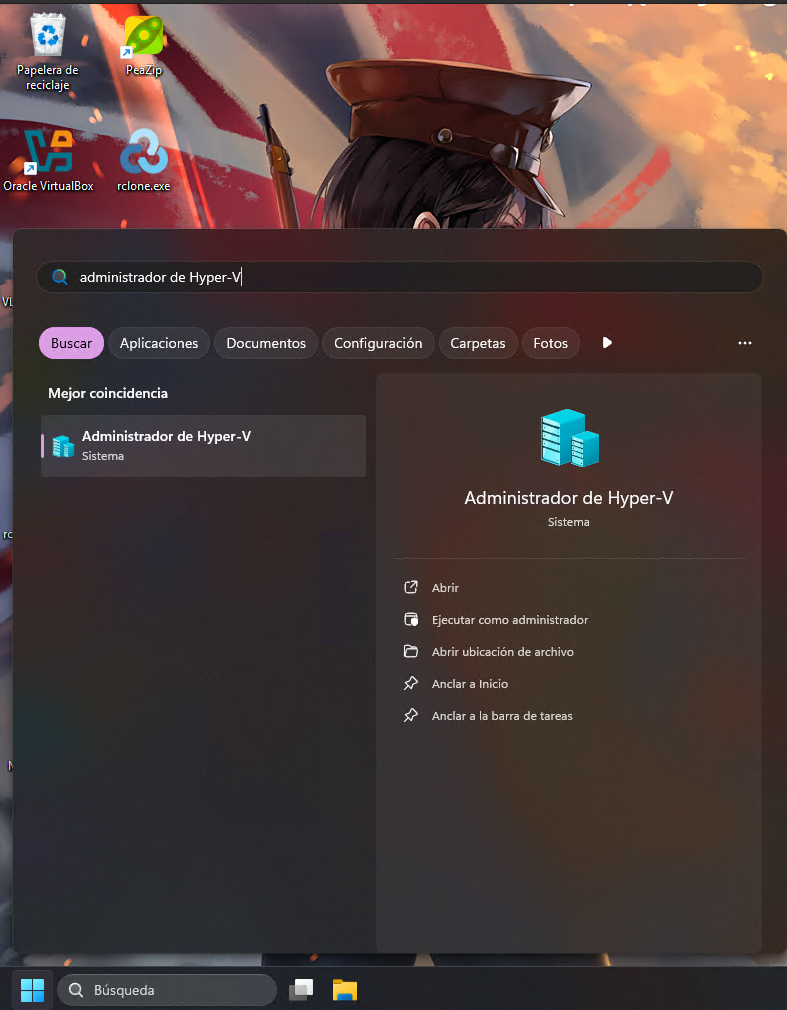 Papelera de
reciclaje
PeaZip
Oracle VirtualBox
rclone.exe
VL
administrador de Hyper-V
Buscar
Aplicaciones
Documentos
Configuración
Carpetas
Fotos
Mejor coincidencia
Administrador de Hyper-V
Sistema
Administrador de Hyper-V
Sistema
rc
Abrir
Ejecutar como administrador
Abrir ubicación de archivo
Anclar a Inicio
Anclar a la barra de tareas
Búsqueda